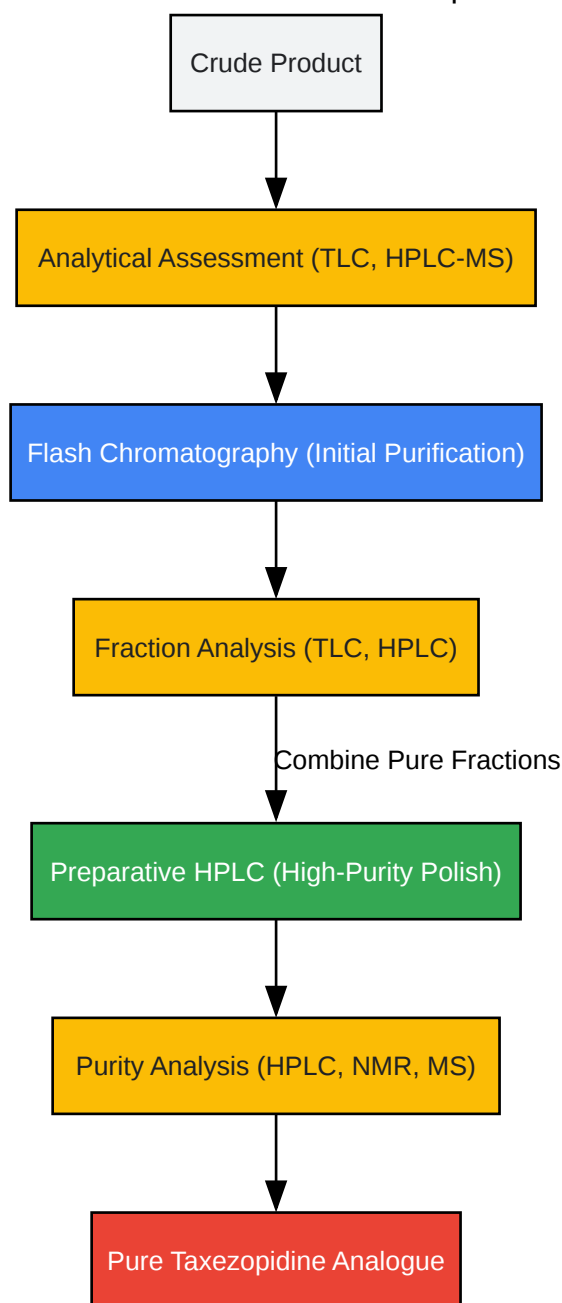 Crude Product
Analytical Assessment (TLC, HPLC-MS)
Flash Chromatography (Initial Purification)
Fraction Analysis (TLC, HPLC)
Combine Pure Fractions
Preparative HPLC (High-Purity Polish)
Purity Analysis (HPLC, NMR, MS)
Pure Taxezopidine Analogue